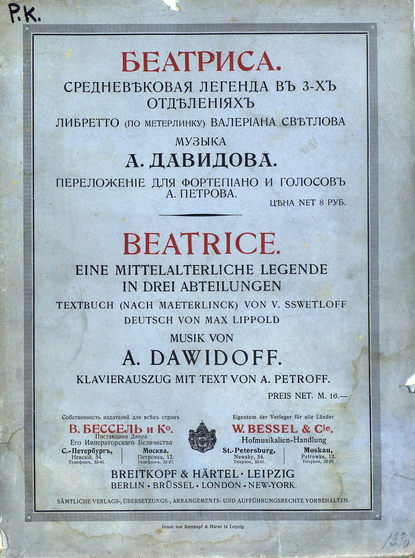 Р.К.
БЕАТРИСА.
СРЕДНЕВѢКОВАЯ ЛЕГЕНДА ВЪ 3-ХЪ
ОТДѢЛЕНІЯХЪ
ЛИБРЕТТО (ПО МЕТЕРЛИНКУ) ВАЛЕРІАНА СВѢТЛОВА
МУЗЫКА
А. ДАВИДОВА.
ПЕРЕЛОЖЕНІЕ ДЛЯ ФОРТЕПІАНО И ГОЛОСОВЪ
А. ПЕТРОВА.
ЦѢНА NET 8 РУБ.
BEATRICE.
EINE MITTELALTERLICHE LEGENDE
IN DREI ABTEILUNGEN
TEXTBUCH (NACH MAETERLINCK) VON V. SSWETLOFF
DEUTSCH VON MAX LIPPOLD
MUSIK VON
A. DAWIDOFF.
KLAVIERAUSZUG MIT TEXT VON A. PETROFF.
PREIS NET. M. 16.—
Собственность издателей для всѣхъ странъ
В. БЕССЕЛЬ и Ко.
Поставщики Двора
Его Императорскаго Величества
С.-Петербургъ, Москва,
Невскій, 54. Петровка, 12.
Eigentum der Verleger für alle Länder
W. BESSEL & Cie,
Hofmusikalien-Handlung
St.-Petersburg, Moskau,
Newsky, 54. Petrowka, 12.
BREITKOPF & HÄRTEL · LEIPZIG
BERLIN · BRÜSSEL · LONDON · NEW-YORK.
SÄMTLICHE VERLAGS-, ÜBERSETZUNGS-, ARRANGEMENTS- UND AUFFÜHRUNGSRECHTE VORBEHALTEN.
Druck von Breitkopf & Härtel in Leipzig.